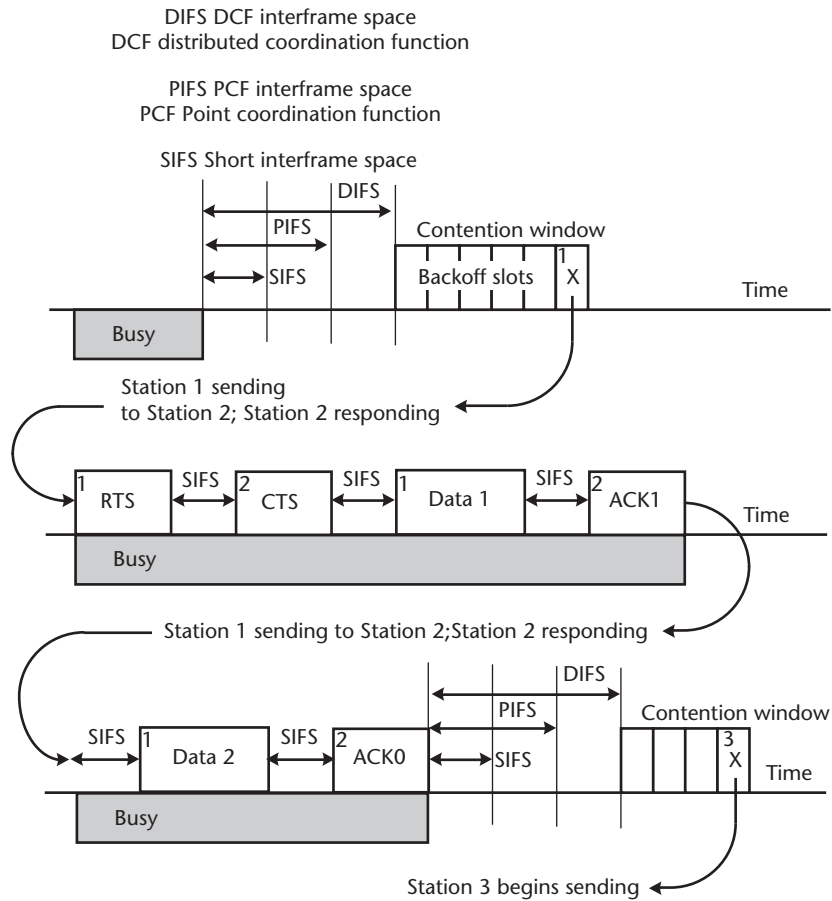 DIFS DCF interframe space
DCF distributed coordination function
PIFS PCF interframe space
PCF Point coordination function
SIFS Short interframe space
DIFS
PIFS
SIFS
Contention window
Backoff slots
1
X
Time
Busy
Station 1 sending
to Station 2; Station 2 responding
1
RTS
SIFS
2
CTS
SIFS
1
Data 1
SIFS
2
ACK1
Time
Busy
Station 1 sending to Station 2;Station 2 responding
SIFS
1
Data 2
SIFS
2
ACK0
DIFS
PIFS
SIFS
Contention window
3
X
Time
Busy
Station 3 begins sending